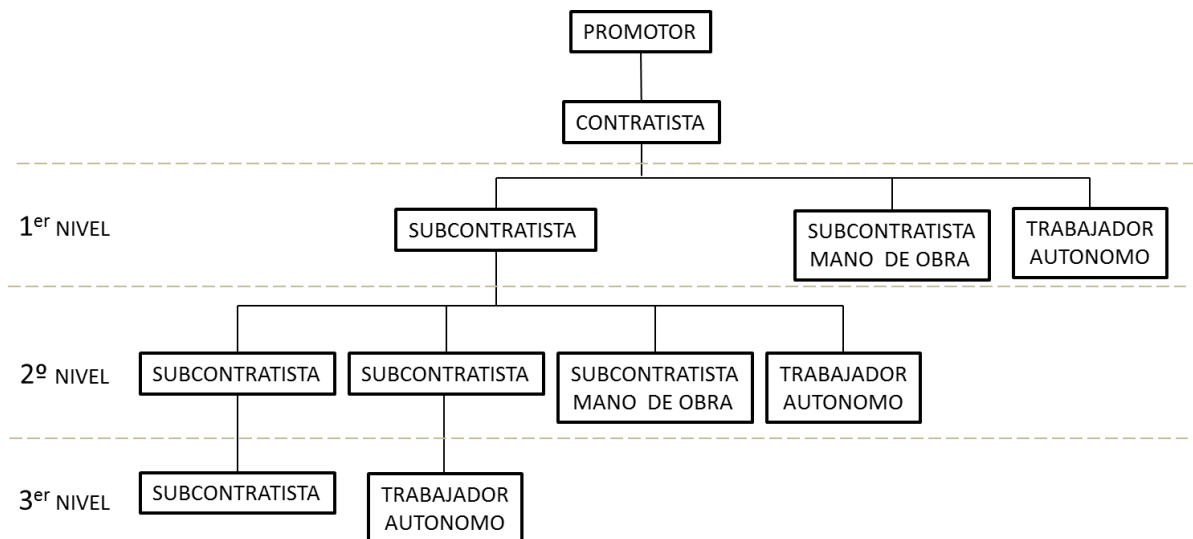 PROMOTOR
CONTRATISTA
1er NIVEL
SUBCONTRATISTA
SUBCONTRATISTA
MANO DE OBRA
TRABAJADOR
AUTONOMO
2º NIVEL
SUBCONTRATISTA
SUBCONTRATISTA
SUBCONTRATISTA
MANO DE OBRA
TRABAJADOR
AUTONOMO
3er NIVEL
SUBCONTRATISTA
TRABAJADOR
AUTONOMO